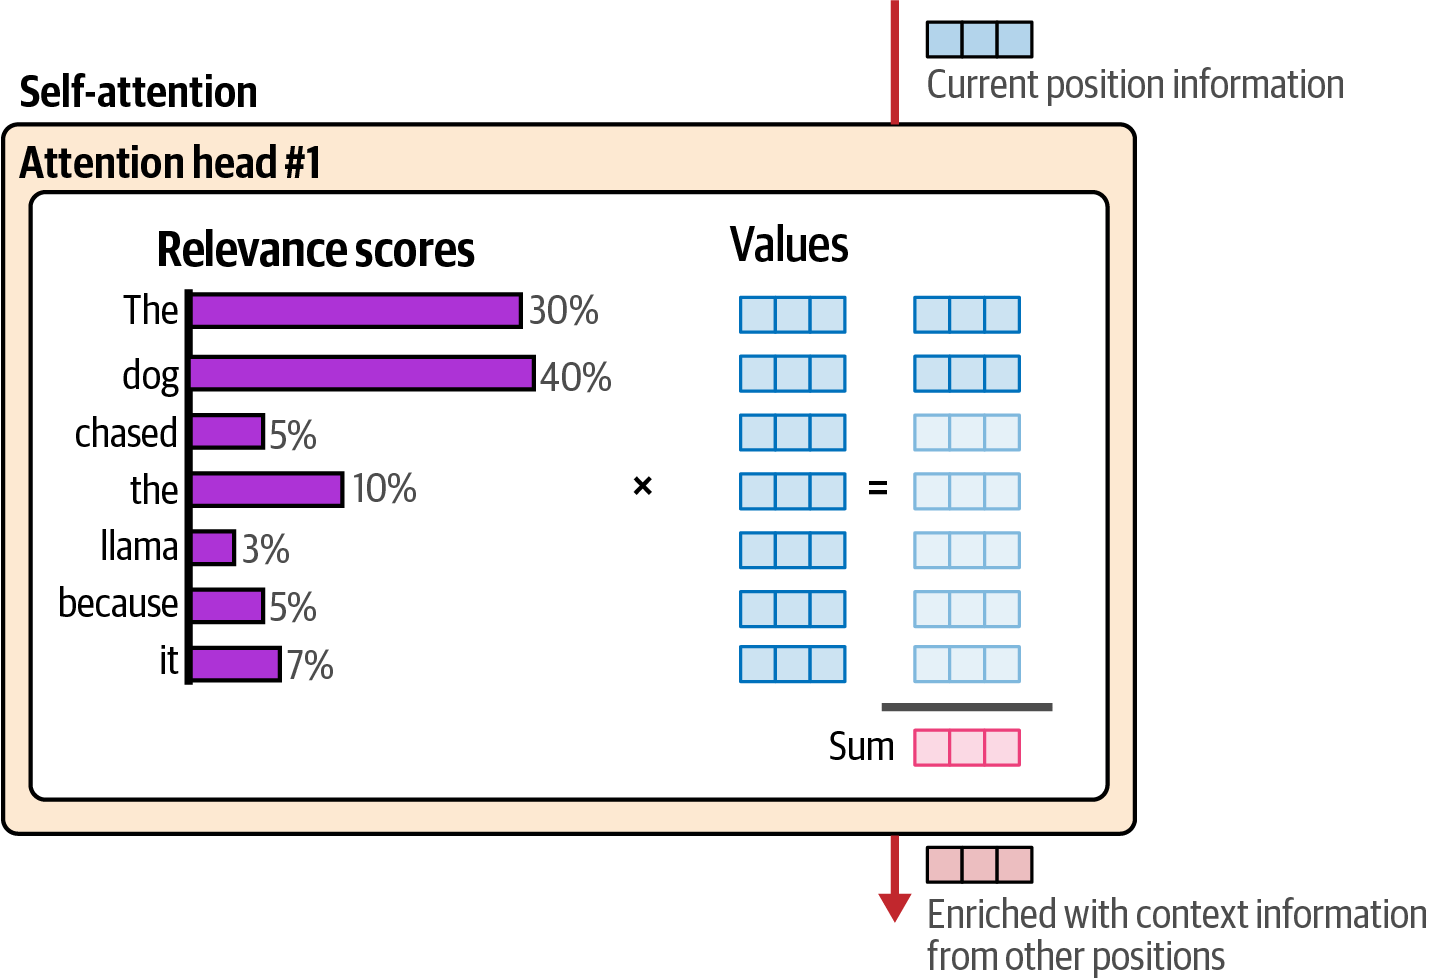 Current position information
Self-attention
Attention head #1
Relevance scores
Values
The 30%
dog 40%
chased 5%
the 10%
× =
llama 3%
because 5%
it 7%
Sum
Enriched with context information
from other positions